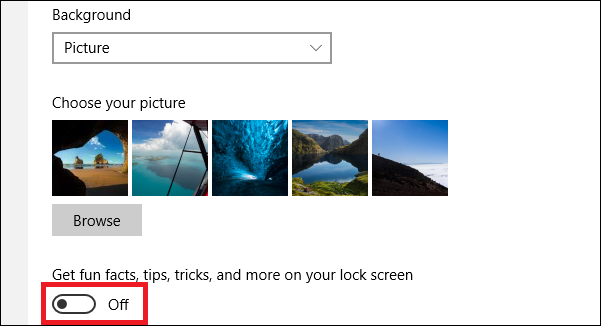 Background
Picture
Choose your picture
Browse
Get fun facts, tips, tricks, and more on your lock screen
Off